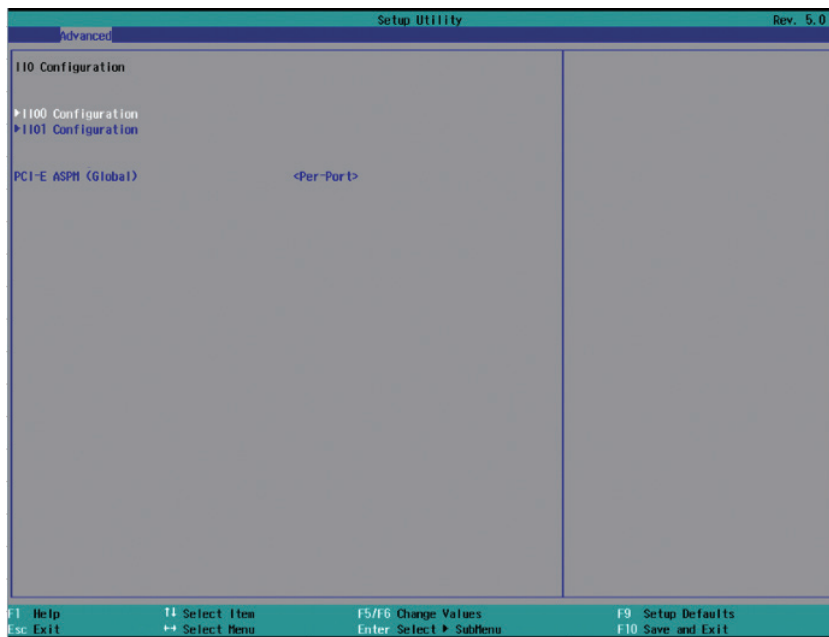 Setup Utility Rev. 5.0
Advanced
IIO Configuration
▶IIO0 Configuration
▶IIO1 Configuration
PCI-E ASPM (Global) <Per-Port>
F1 Help ↑↓ Select Item F5/F6 Change Values F9 Setup Defaults
Esc Exit ↔ Select Menu Enter Select ▶ SubMenu F10 Save and Exit